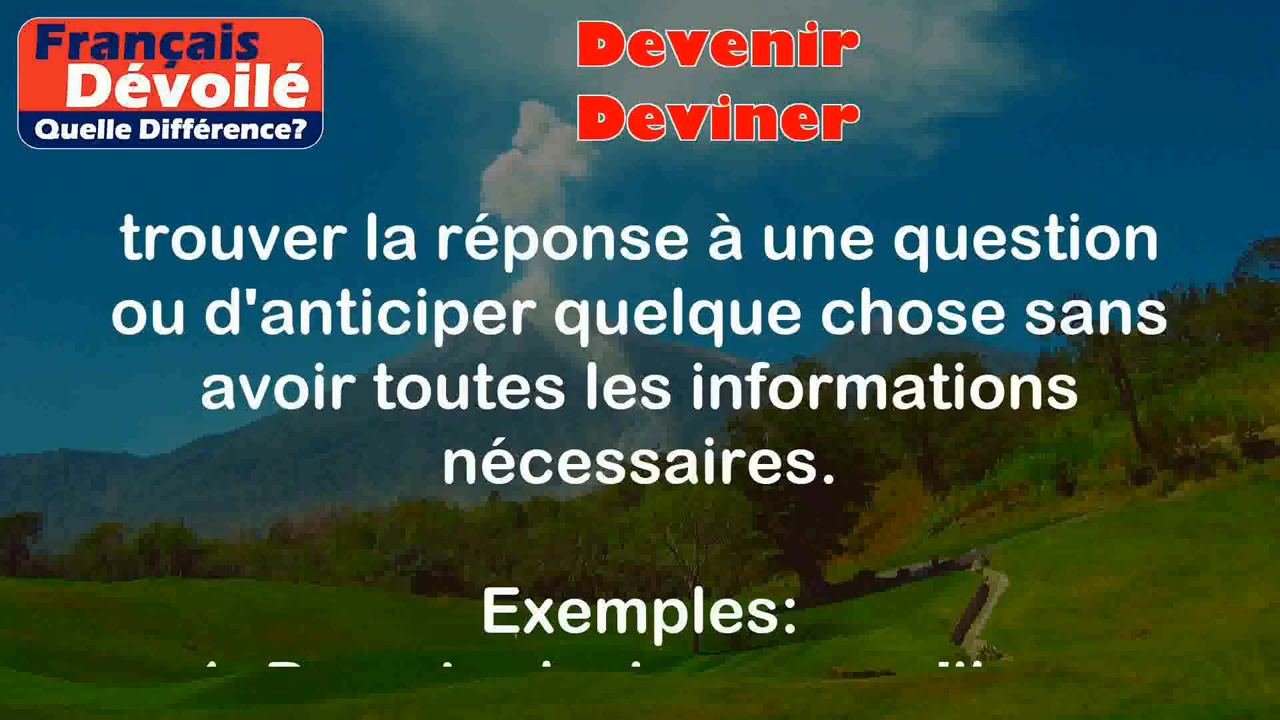 Français
Dévoilé
Quelle Différence?
Devenir
Deviner
trouver la réponse à une question
ou d'anticiper quelque chose sans
avoir toutes les informations
nécessaires.
Exemples: